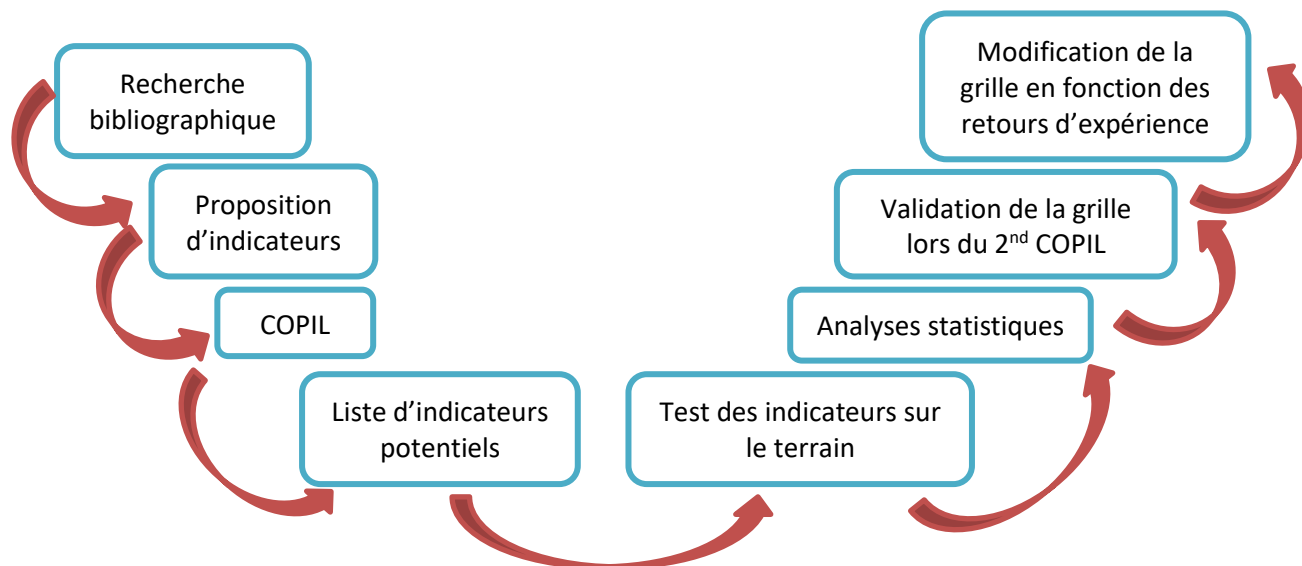 Recherche
bibliographique
Proposition
d’indicateurs
COPIL
Liste d’indicateurs
potentiels
Test des indicateurs sur
le terrain
Analyses statistiques
Validation de la grille
lors du 2nd COPIL
Modification de la
grille en fonction des
retours d’expérience